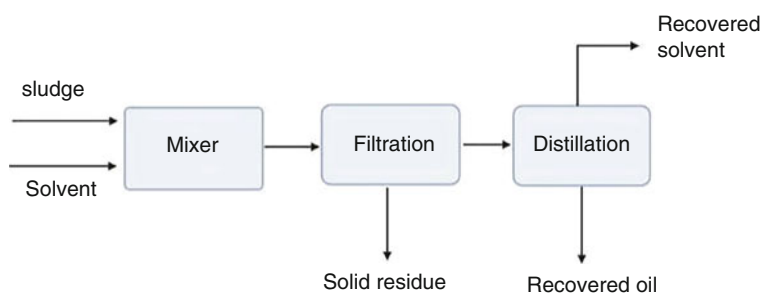 Recovered
solvent
sludge
Mixer
Filtration
Distillation
Solvent
Solid residue
Recovered oil